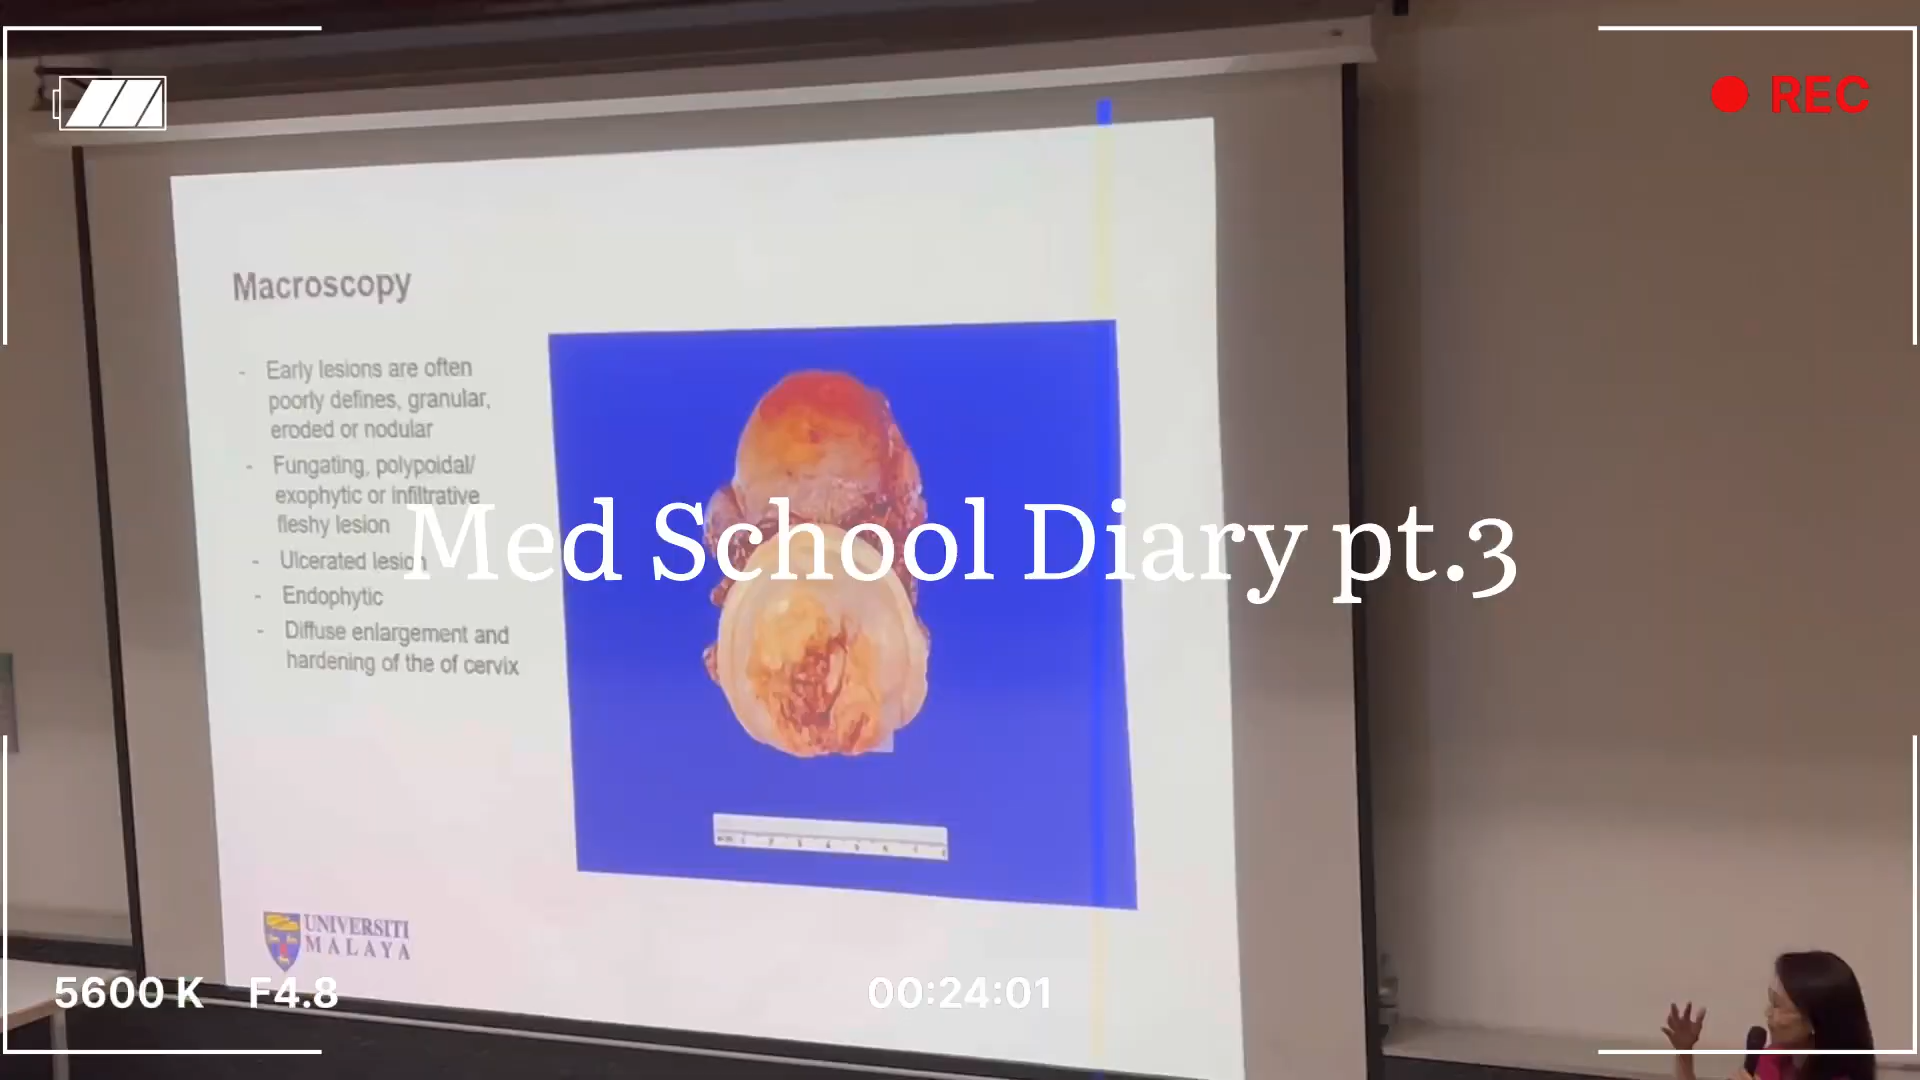 REC
Macroscopy
- Early lesions are often
poorly defines, granular,
eroded or nodular
- Fungating, polypoidal/
exophytic or infiltrative
fleshy lesion
- Ulcerated lesion
- Endophytic
- Diffuse enlargement and
hardening of the of cervix
Med School Diary pt.3
UNIVERSITI
MALAYA
5600 K F4.8 00:24:01